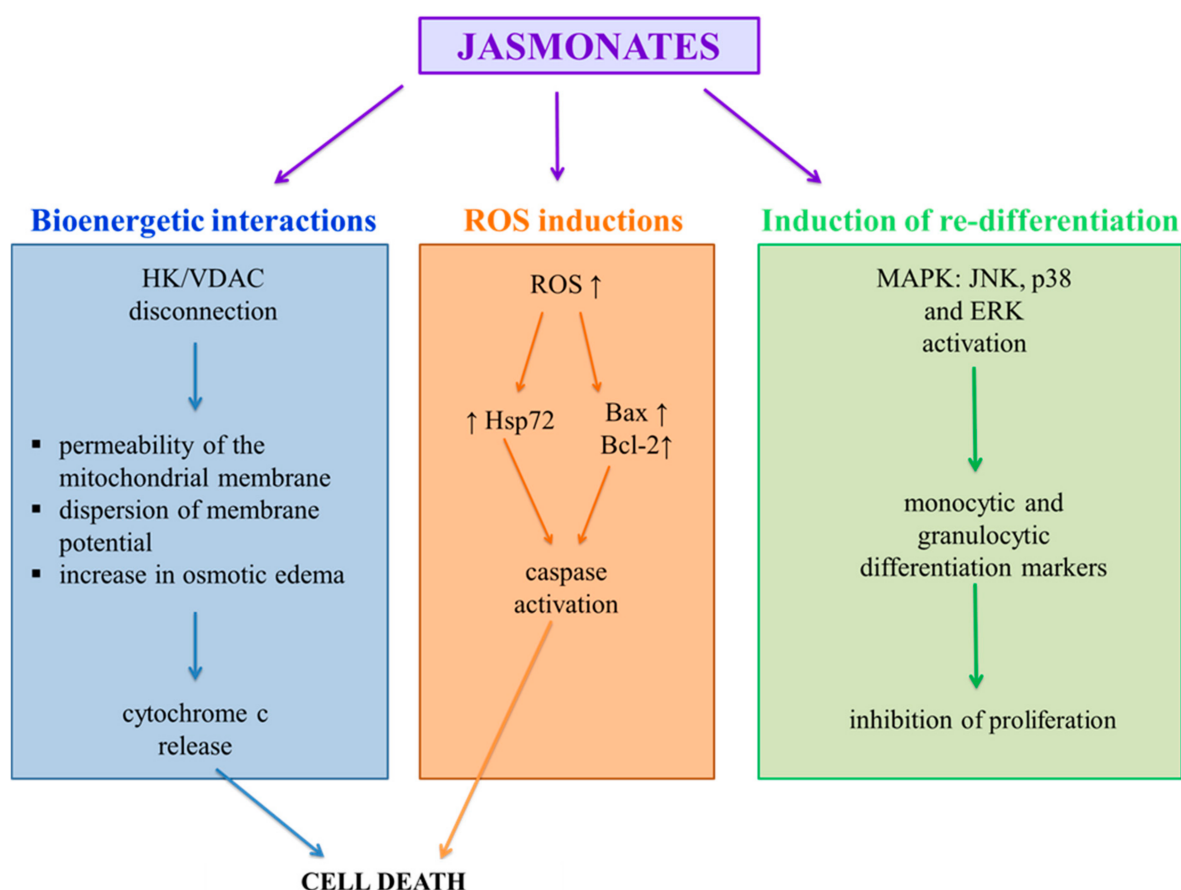 JASMONATES
Bioenergetic interactions
HK/VDAC
disconnection
▪ permeability of the
mitochondrial membrane
▪ dispersion of membrane
potential
▪ increase in osmotic edema
cytochrome c
release
ROS inductions
ROS ↑
↑ Hsp72
Bax ↑
Bcl-2↑
caspase
activation
Induction of re-differentiation
MAPK: JNK, p38
and ERK
activation
monocytic and
granulocytic
differentiation markers
inhibition of proliferation
CELL DEATH